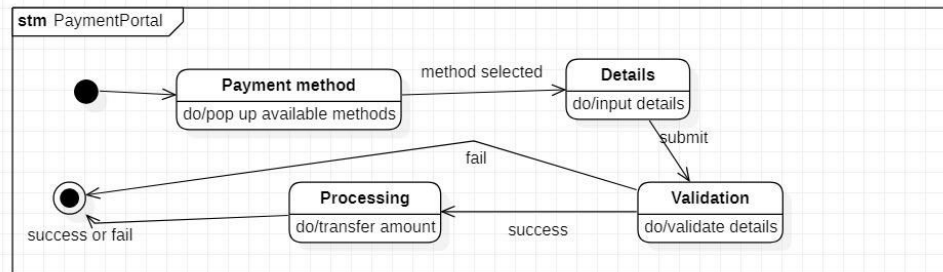 stm PaymentPortal
Payment method
do/pop up available methods
method selected
Details
do/input details
submit
fail
Validation
do/validate details
success
Processing
do/transfer amount
success or fail